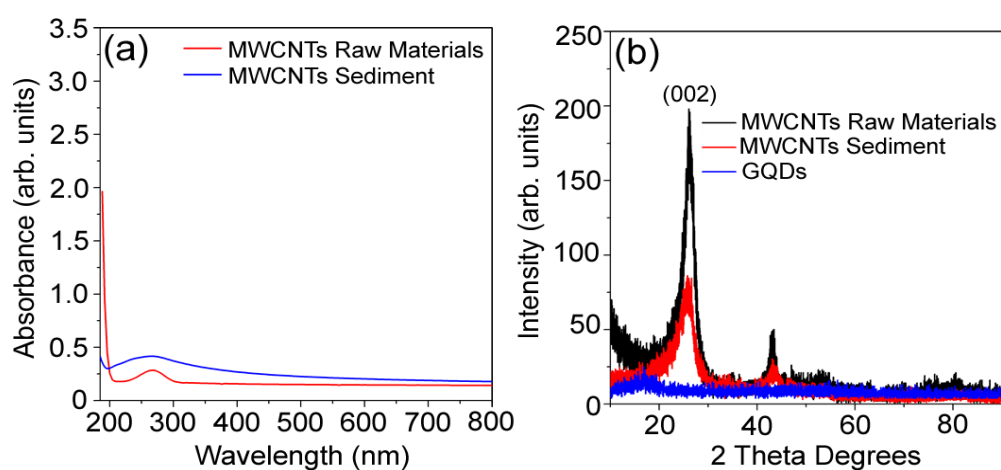 (a)
MWCNTs Raw Materials
MWCNTs Sediment
3.5
3.0
2.5
2.0
1.5
1.0
0.5
0
200 300 400 500 600 700 800
Absorbance (arb. units)
Wavelength (nm)
(b)
(002)
MWCNTs Raw Materials
MWCNTs Sediment
GQDs
250
200
150
100
50
0
20 40 60 80
Intensity (arb. units)
2 Theta Degrees